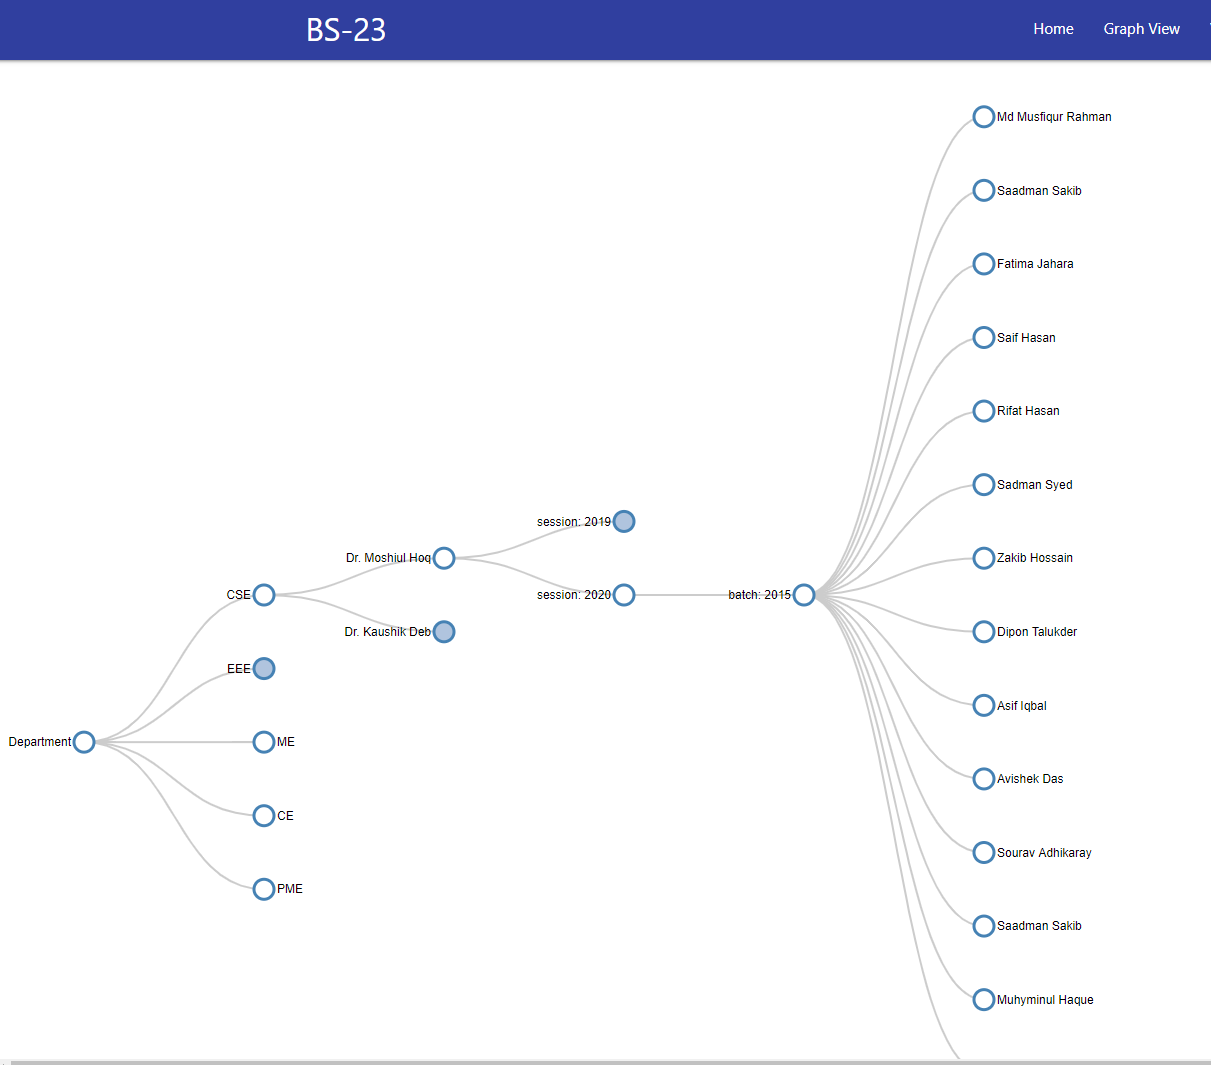 BS-23
Home
Graph View
Md Musfiqur Rahman
Saadman Sakib
Fatima Jahara
Saif Hasan
Rifat Hasan
Sadman Syed
session: 2019
Dr. Moshiul Hoq
Zakib Hossain
CSE
session: 2020
batch: 2015
Dr. Kaushik Deb
Dipon Talukder
EEE
Asif Iqbal
Department
ME
Avishek Das
CE
Sourav Adhikaray
PME
Saadman Sakib
Muhyminul Haque